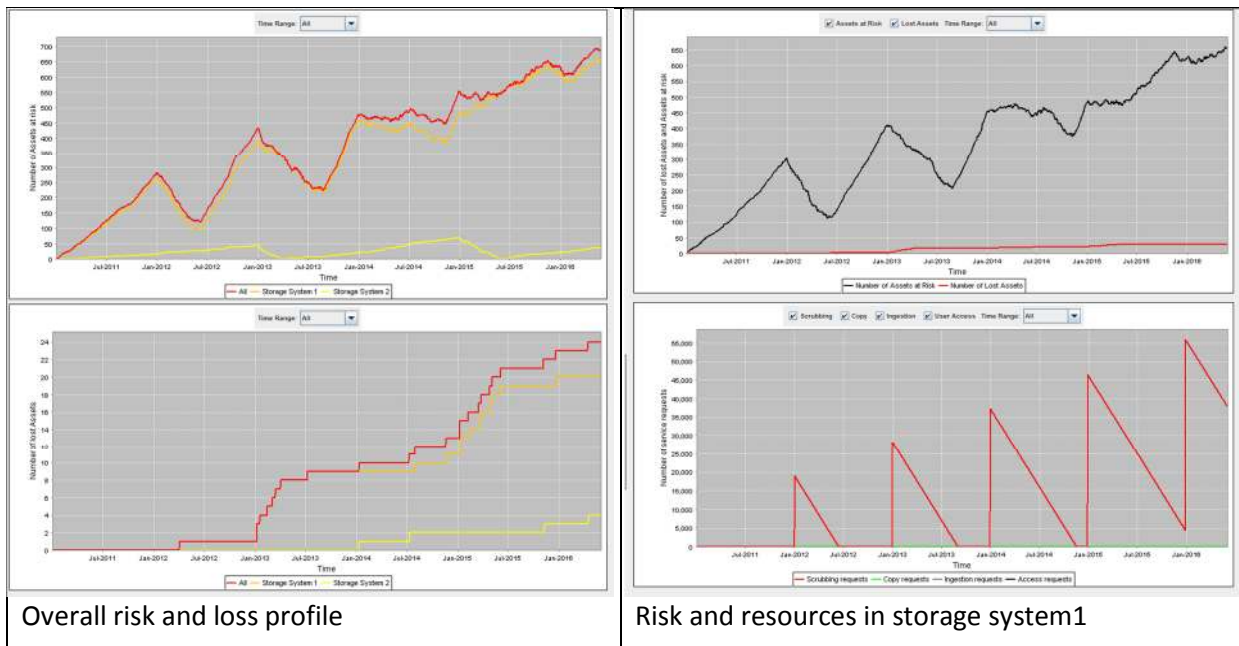 Time Range: All
700
650
600
550
500
450
400
350
300
250
200
150
100
50
0
Number o Assets at risk
Jul-2011 Jan-2012 Jul-2012 Jan-2013 Jul-2013 Jan-2014 Jul-2014 Jan-2015 Jul-2015 Jan-2016
Time
All Storage System 1 Storage System 2
Time Range: All
24
22
20
18
16
14
12
10
8
6
4
2
0
Number of lost Assets
Jul-2011 Jan-2012 Jul-2012 Jan-2013 Jul-2013 Jan-2014 Jul-2014 Jan-2015 Jul-2015 Jan-2016
Time
All Storage System 1 Storage System 2
Overall risk and loss profile
Assets at Risk Lost Assets Time Range: All
650
600
550
500
450
400
350
300
250
200
150
100
50
0
Number of lost Assets and Assets at risk
Jul-2011 Jan-2012 Jul-2012 Jan-2013 Jul-2013 Jan-2014 Jul-2014 Jan-2015 Jul-2015 Jan-2016
Time
Number of Assets at Risk Number of Lost Assets
Scrubbing Copy Ingestion User Access Time Range: All
55,000
50,000
45,000
40,000
35,000
30,000
25,000
20,000
15,000
10,000
5,000
0
Number of service requests
Jul-2011 Jan-2012 Jul-2012 Jan-2013 Jul-2013 Jan-2014 Jul-2014 Jan-2015 Jul-2015 Jan-2016
Time
Scrubbing requests Copy requests Ingestion requests Access requests
Risk and resources in storage system1